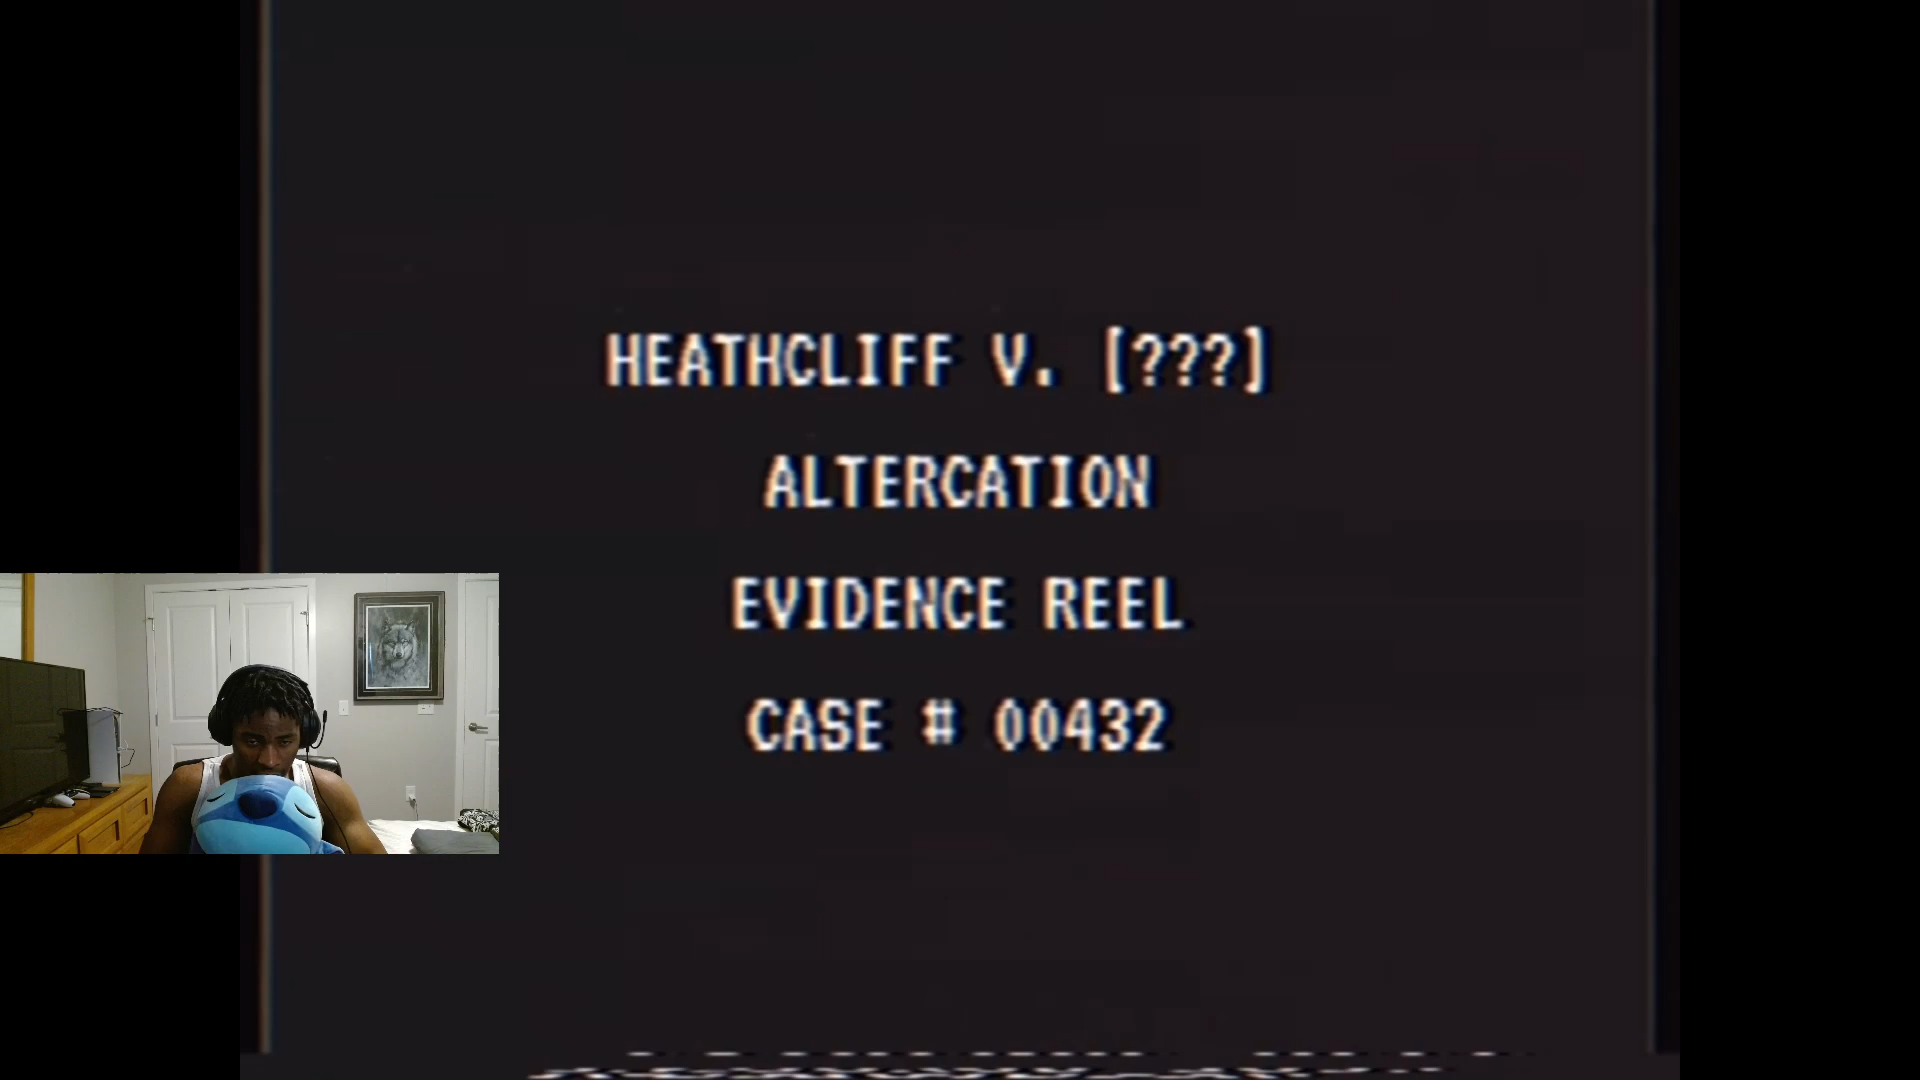 HEATHCLIFF V. [???]
ALTERCATION
EVIDENCE REEL
CASE # 00432